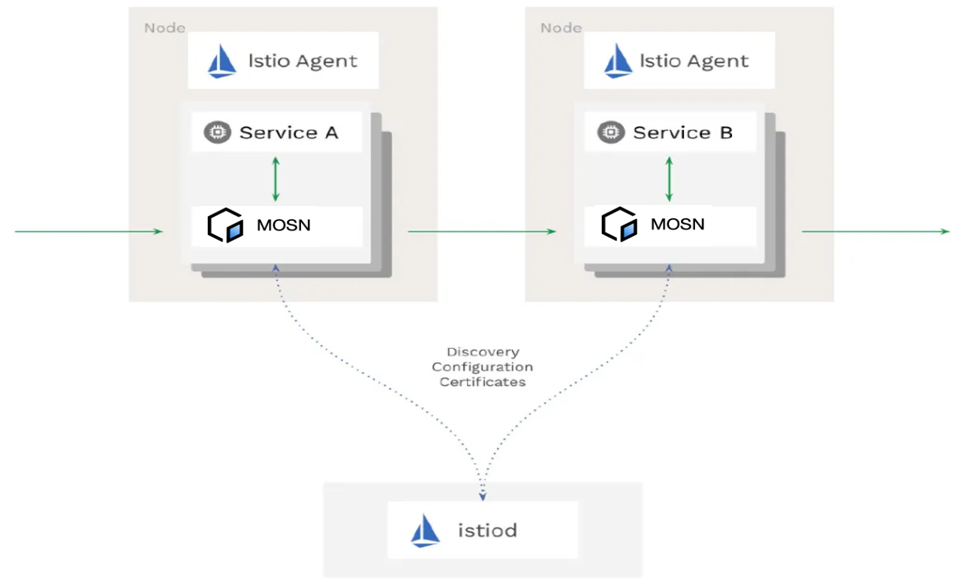 Node
Istio Agent
Service A
MOSN
Node
Istio Agent
Service B
MOSN
Discovery
Configuration
Certificates
istiod